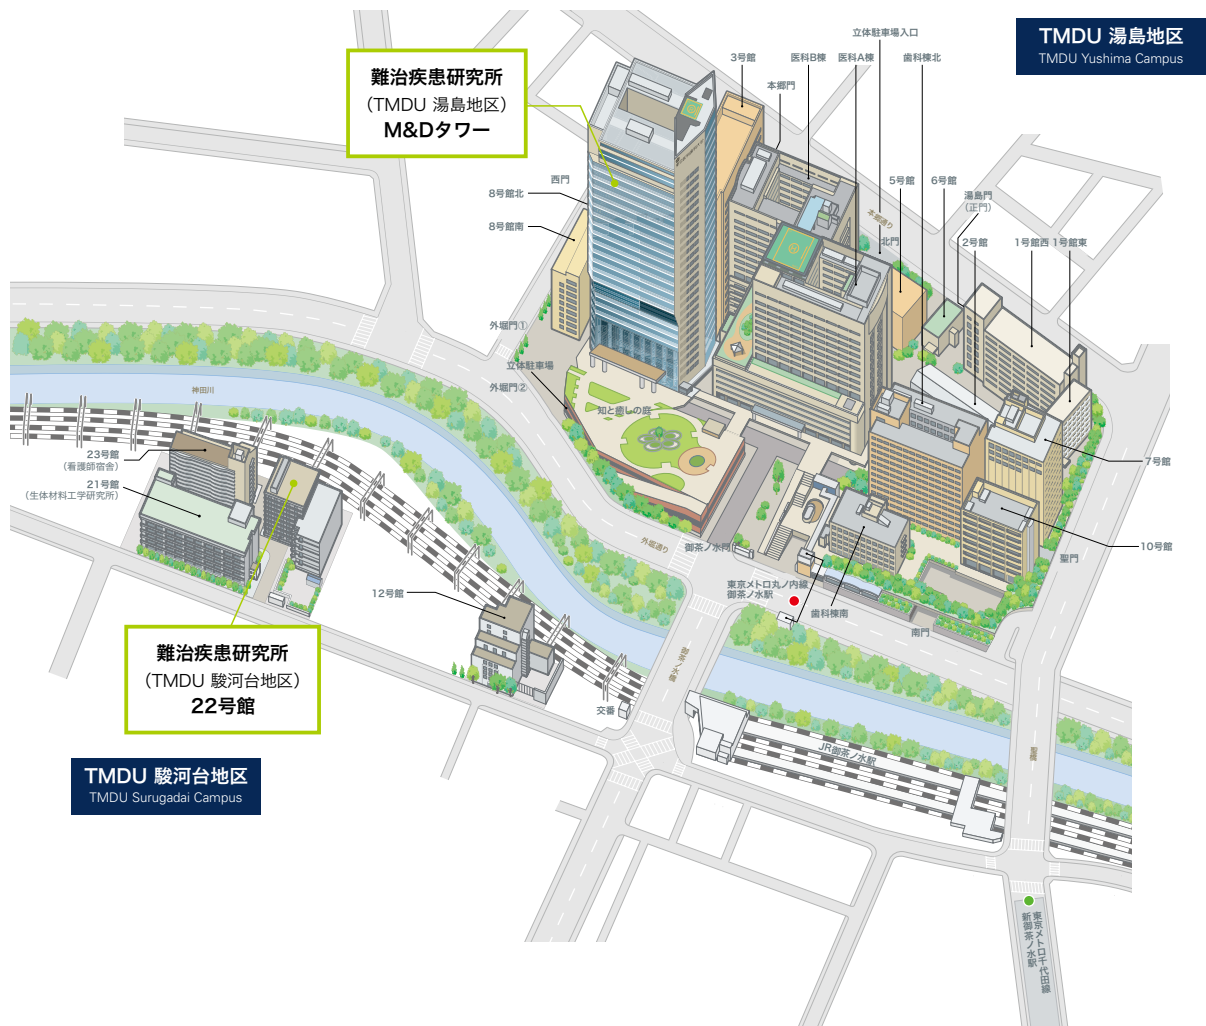 TMDU 湯島地区
TMDU Yushima Campus
難治疾患研究所
（TMDU 湯島地区）
M&Dタワー
立体駐車場入口
3号館
医科B棟
医科A棟
歯科棟北
本郷門
西門
8号館北
8号館南
5号館
6号館
湯島門
（正門）
本郷通り
北門
2号館
1号館西
1号館東
外堀門①
立体駐車場
外堀門②
知と癒しの庭
神田川
23号館
（看護師宿舎）
21号館
（生体材料工学研究所）
7号館
10号館
外堀通り
御茶ノ水門
聖門
東京メトロ丸ノ内線
御茶ノ水駅
歯科棟南
南門
12号館
難治疾患研究所
（TMDU 駿河台地区）
22号館
御茶ノ水橋
交番
JR御茶ノ水駅
聖橋
TMDU 駿河台地区
TMDU Surugadai Campus
東京メトロ千代田線
新御茶ノ水駅